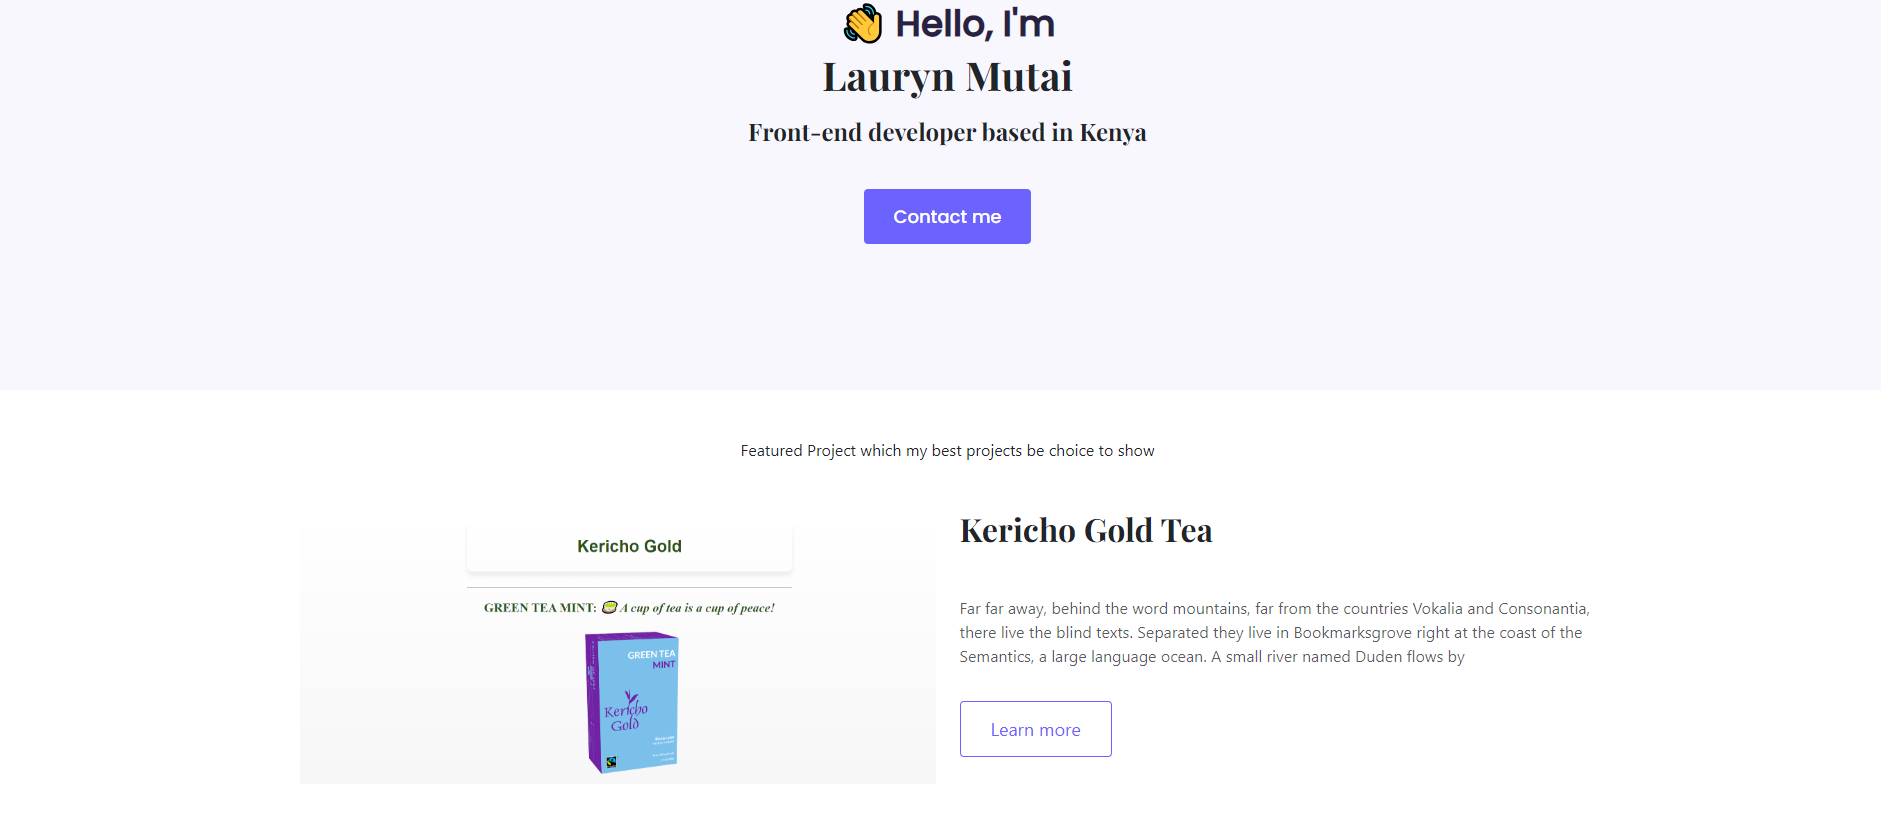 👋 Hello, I'm
Lauryn Mutai
Front-end developer based in Kenya
Contact me
Featured Project which my best projects be choice to show
Kericho Gold
GREEN TEA MINT: 🍵 A cup of tea is a cup of peace!
GREEN TEA
MINT
Kericho
Gold
Kericho Gold Tea
Far far away, behind the word mountains, far from the countries Vokalia and Consonantia,
there live the blind texts. Separated they live in Bookmarksgrove right at the coast of the
Semantics, a large language ocean. A small river named Duden flows by
Learn more